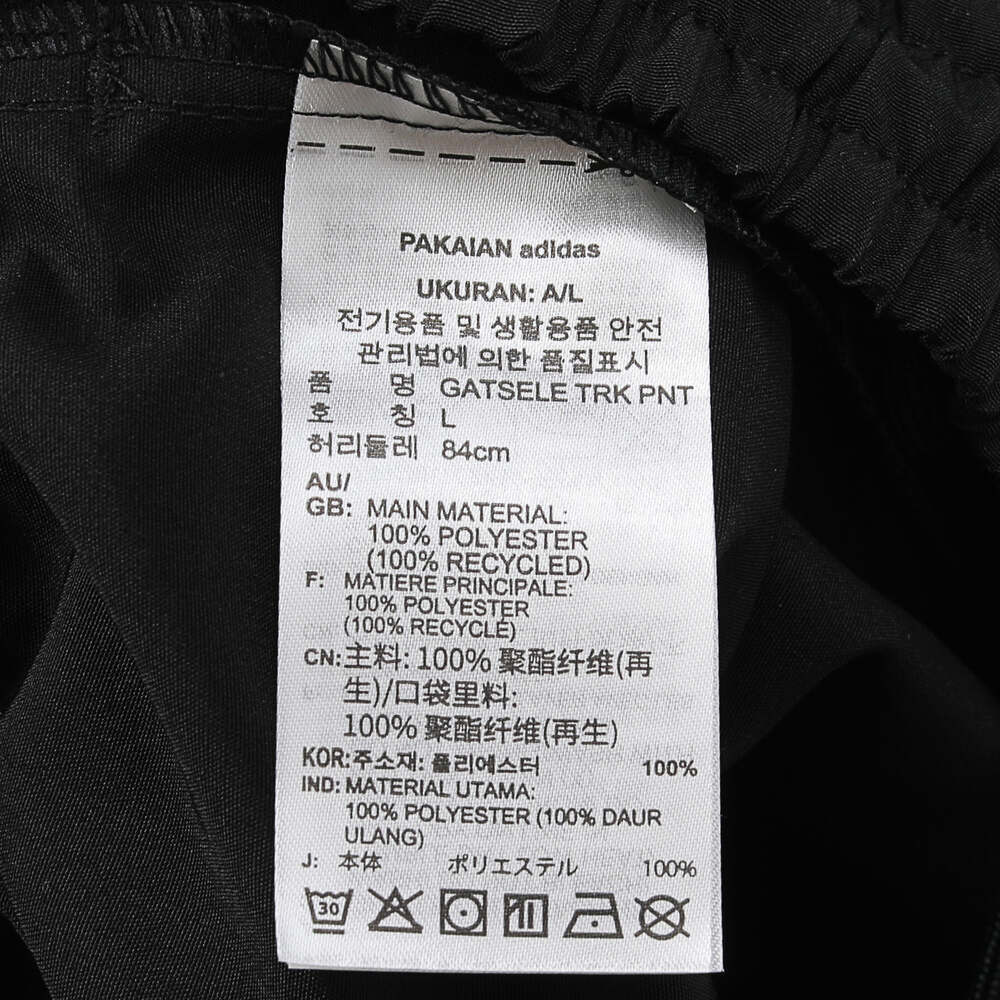 PAKAIAN adidas
UKURAN: A/L
전기용품 및 생활용품 안전
관리법에 의한 품질표시
품 명 GATSELE TRK PNT
호 칭 L
허리둘레 84cm
AU/
GB: MAIN MATERIAL:
100% POLYESTER
(100% RECYCLED)
F: MATIERE PRINCIPALE:
100% POLYESTER
(100% RECYCLE)
CN: 主料: 100% 聚酯纤维(再
生)/口袋里料:
100% 聚酯纤维(再生)
KOR: 주소재: 폴리에스터 100%
IND: MATERIAL UTAMA:
100% POLYESTER (100% DAUR
ULANG)
J: 本体 ポリエステル 100%
30